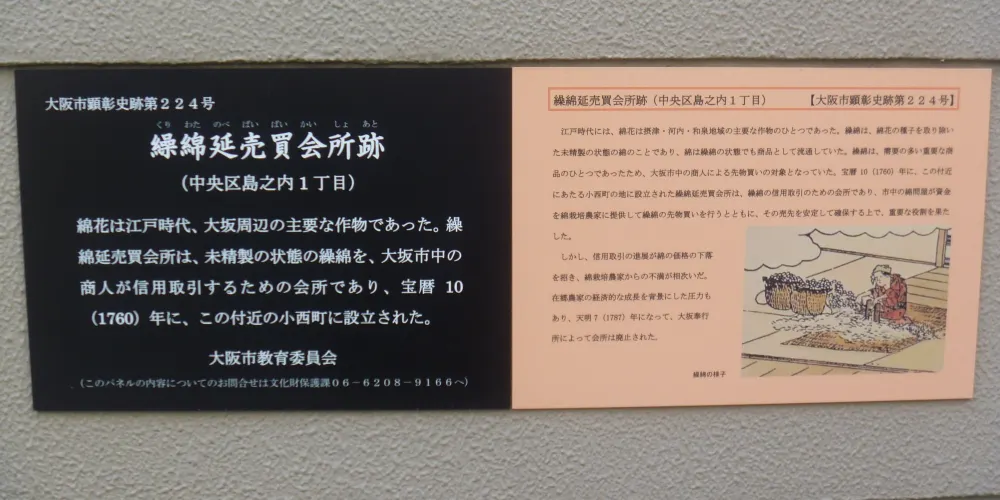 大阪市顕彰史跡第２２４号
くり わた のべ ばい ばい かい しょ あと
繰綿延売買会所跡
（中央区島之内１丁目）
綿花は江戸時代、大坂周辺の主要な作物であった。繰
綿延売買会所は、未精製の状態の繰綿を、大坂市中の
商人が信用取引するための会所であり、宝暦 10
（1760）年に、この付近の小西町に設立された。
大阪市教育委員会
（このパネルの内容についてのお問合せは文化財保護課０６－６２０８－９１６６へ）
繰綿延売買会所跡（中央区島之内１丁目）　【大阪市顕彰史跡第２２４号】
江戸時代には、綿花は摂津・河内・和泉地域の主要な作物のひとつであった。繰綿は、綿花の種子を取り除い
た未精製の状態の綿のことであり、綿は繰綿の状態でも商品として流通していた。繰綿は、需要の多い重要な商
品のひとつであったため、大坂市中の商人による先物買いの対象となっていた。宝暦 10（1760）年に、この付近
にあたる小西町の地に設立された繰綿延売買会所は、繰綿の信用取引のための会所であり、市中の綿問屋が資金
を綿栽培農家に提供して繰綿の先物買いを行うとともに、その売先を安定して確保する上で、重要な役割を果た
した。
しかし、信用取引の進展が綿の価格の下落
を招き、綿栽培農家からの不満が相次いだ。
在郷農家の経済的な成長を背景にした圧力も
あり、天明７（1787）年になって、大坂奉行
所によって会所は廃止された。
繰綿の様子